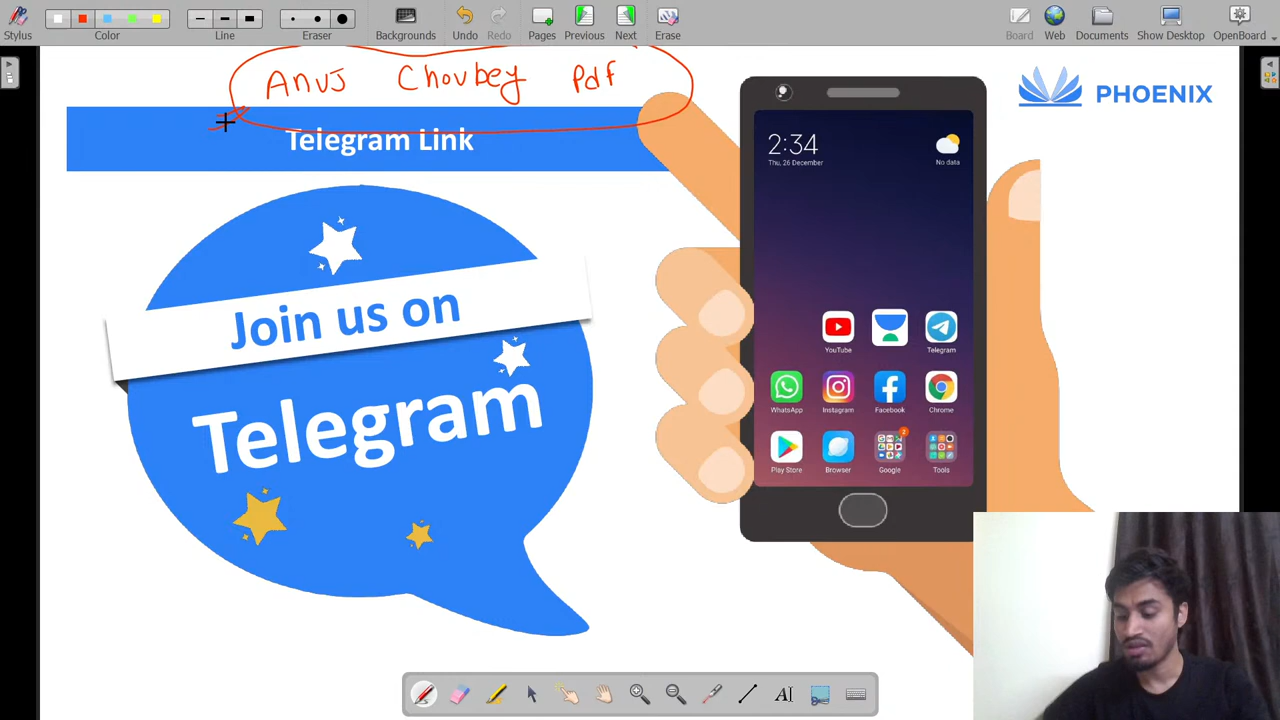 Stylus
Color
Line
Eraser
Backgrounds
Undo
Redo
Pages
Previous
Next
Erase
Board
Web
Documents
Show Desktop
OpenBoard
Anuj Choubey Pdf
PHOENIX
Telegram Link
2:34
Thu, 26 December
No data
Join us on
Telegram
YouTube
Telegram
WhatsApp
Instagram
Facebook
Chrome
2
Play Store
Browser
Google
Tools
AI